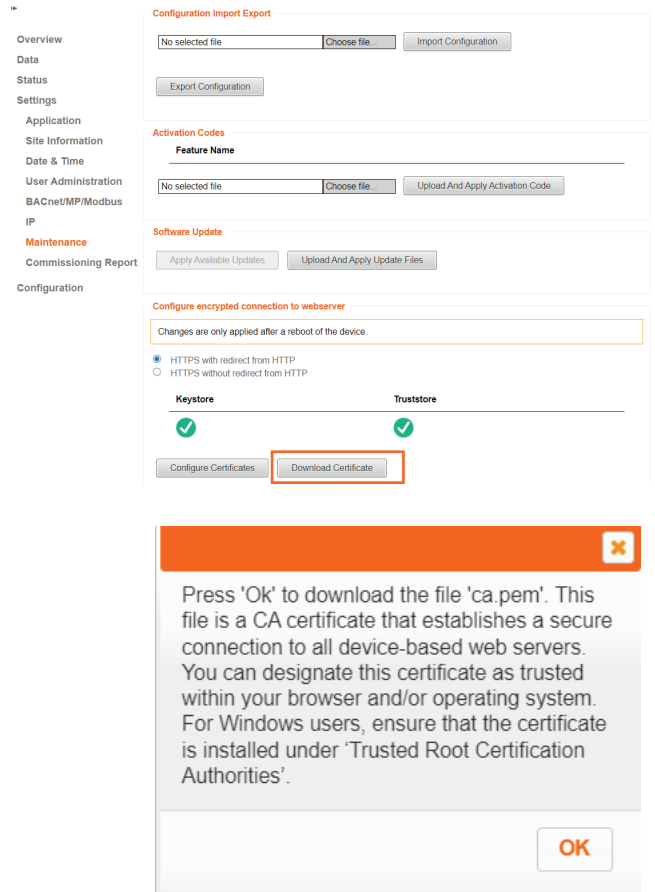 Configuration Import Export
Overview
No selected file Choose file... Import Configuration
Data
Status
Export Configuration
Settings
Application
Activation Codes
Site Information
Feature Name
Date & Time
User Administration
No selected file Choose file... Upload And Apply Activation Code
BACnet/MP/Modbus
IP
Software Update
Maintenance
Apply Available Updates Upload And Apply Update Files
Commissioning Report
Configuration
Configure encrypted connection to webserver
Changes are only applied after a reboot of the device.
HTTPS with redirect from HTTP
HTTPS without redirect from HTTP
Keystore Truststore
Configure Certificates Download Certificate
Press 'Ok' to download the file 'ca.pem'. This
file is a CA certificate that establishes a secure
connection to all device-based web servers.
You can designate this certificate as trusted
within your browser and/or operating system.
For Windows users, ensure that the certificate
is installed under ‘Trusted Root Certification
Authorities’.
OK